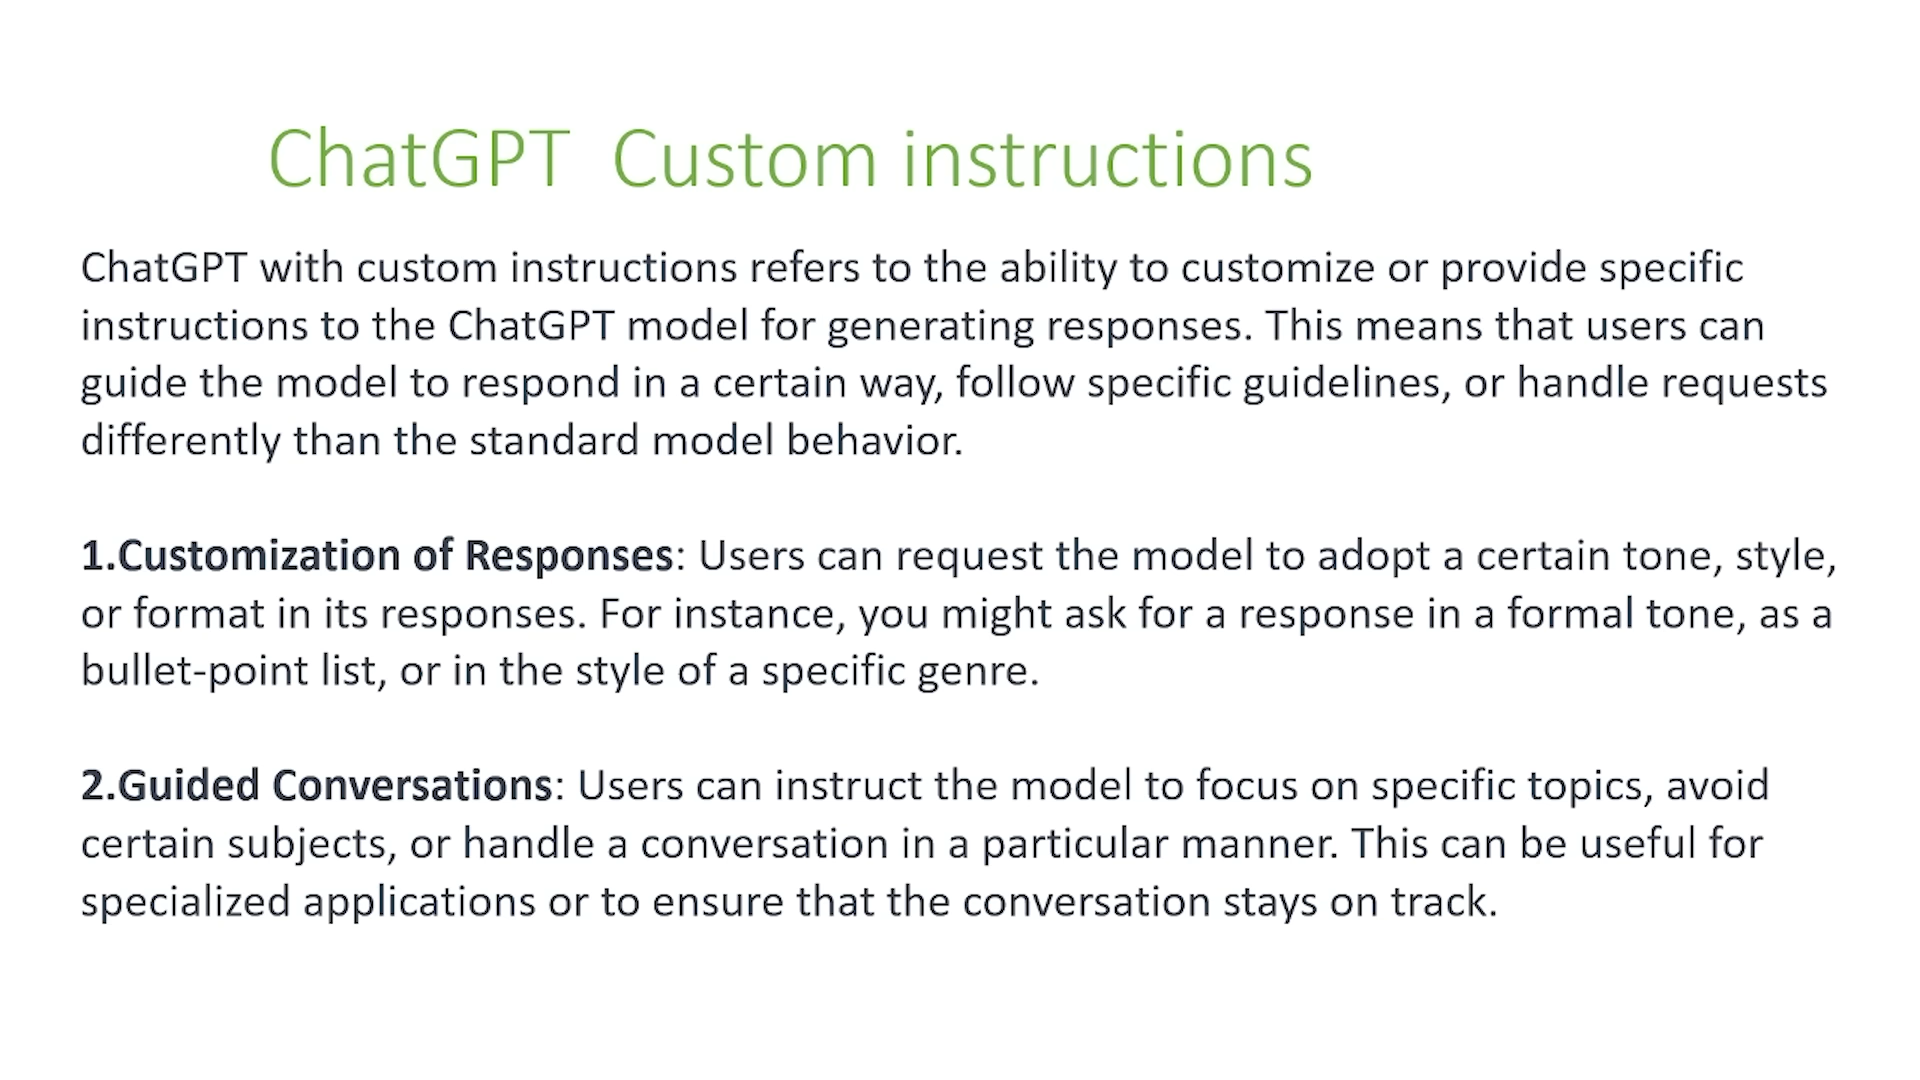 ChatGPT Custom instructions
ChatGPT with custom instructions refers to the ability to customize or provide specific
instructions to the ChatGPT model for generating responses. This means that users can
guide the model to respond in a certain way, follow specific guidelines, or handle requests
differently than the standard model behavior.
1.Customization of Responses: Users can request the model to adopt a certain tone, style,
or format in its responses. For instance, you might ask for a response in a formal tone, as a
bullet-point list, or in the style of a specific genre.
2.Guided Conversations: Users can instruct the model to focus on specific topics, avoid
certain subjects, or handle a conversation in a particular manner. This can be useful for
specialized applications or to ensure that the conversation stays on track.